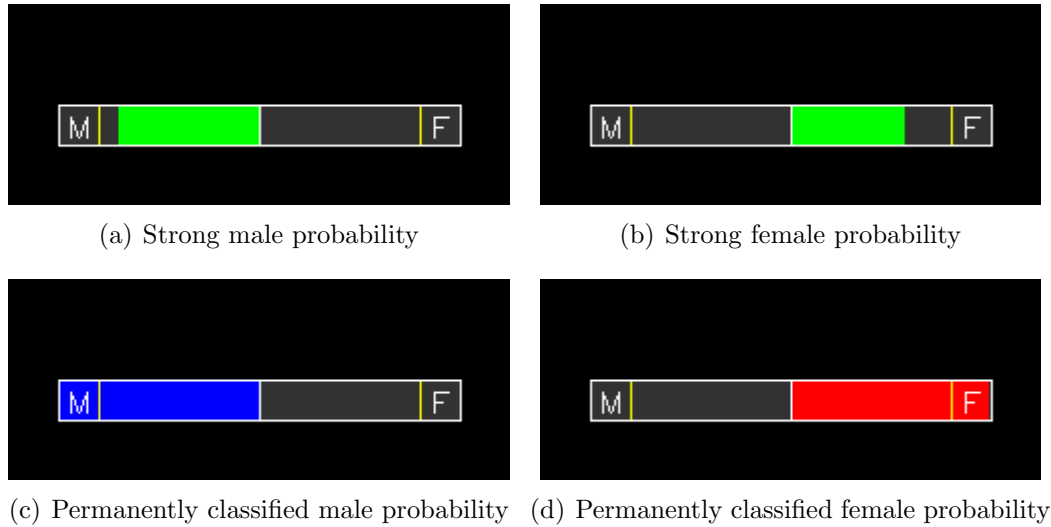 M F
M F
(a) Strong male probability
(b) Strong female probability
M F
M F
(c) Permanently classified male probability
(d) Permanently classified female probability